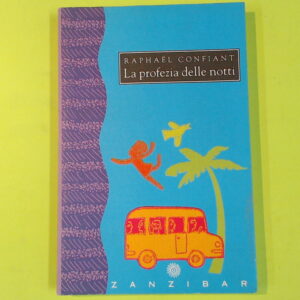 RAPHAËL CONFIANT
La profezia delle notti
ZANZIBAR